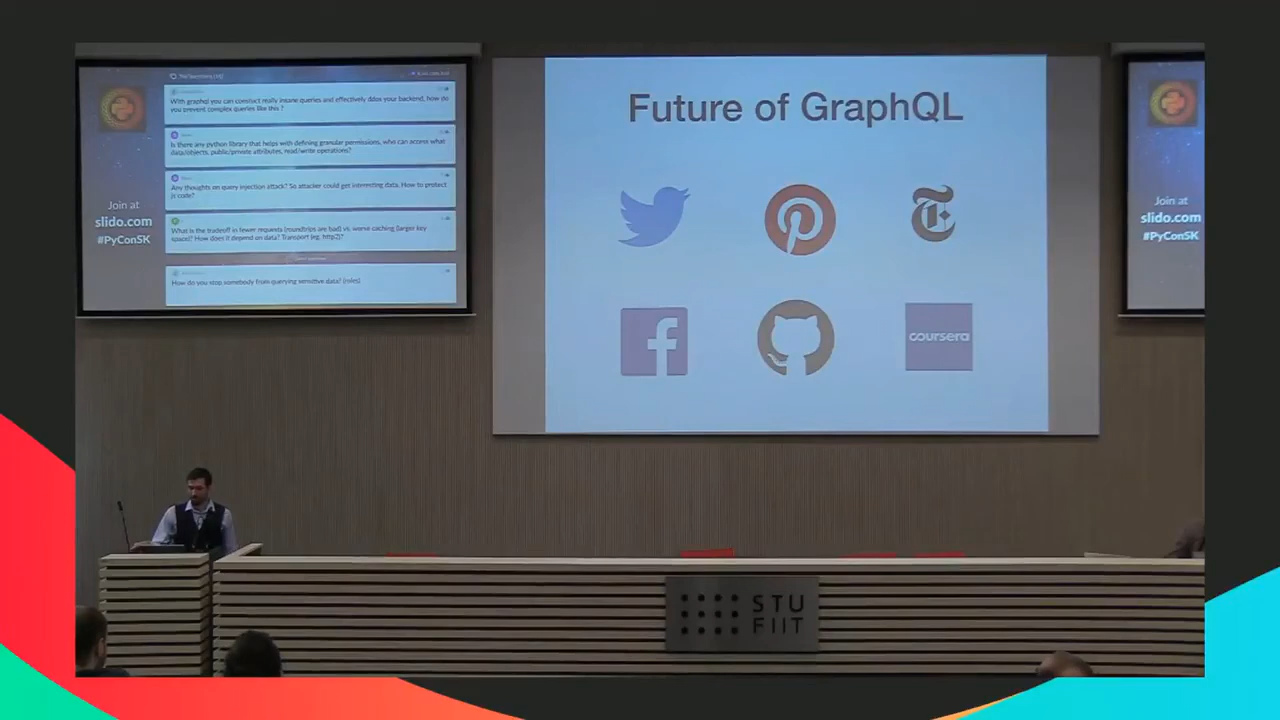 With graphql you can constuct really insane queries and effectively ddos your backend, how do
you prevent complex queries like this ?
Is there any python library that helps with defining granular permissions, who can access what
data/objects, public/private attributes, read/write operations?
Any thoughts on query injection attack? So attacker could get interesting data. How to protect
js code?
What is the tradeoff in fewer requests (roundtrips are bad) vs. worse caching (larger key
space)? How does it depend on data? Transport (eg. http2)?
How do you stop somebody from querying sensitive data? (roles)
Join at
slido.com
#PyConSK
Future of GraphQL
coursera
Join at
slido.com
#PyConSK
STU
FIIT